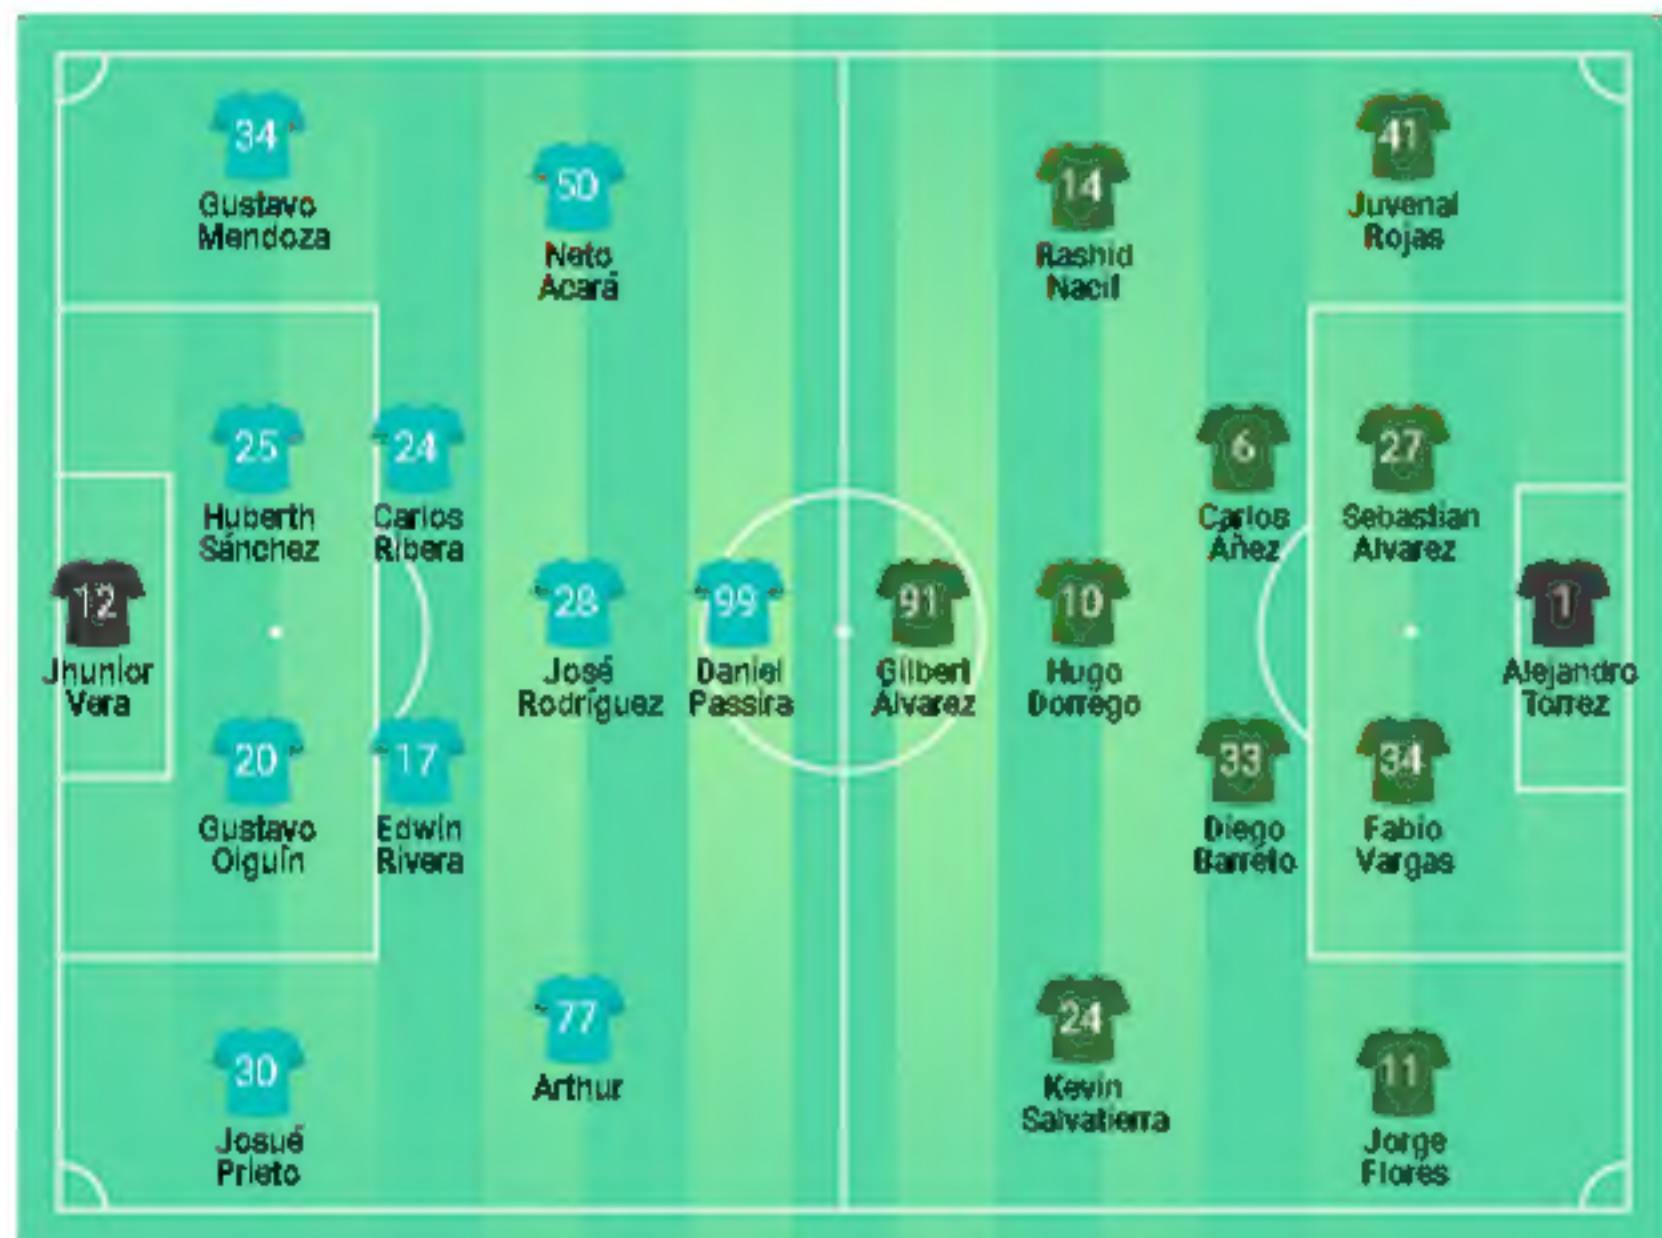 34
Gustavo
Mendoza
50
Neto
Acará
14
Rashid
Nacif
41
Juvenal
Rojas
25
Huberth
Sánchez
24
Carlos
Ribera
6
Carlos
Áñez
27
Sebastian
Alvarez
12
Jhunior
Vera
28
José
Rodríguez
99
Daniel
Passira
91
Gilbert
Álvarez
10
Hugo
Dorrego
1
Alejandro
Torrez
20
Gustavo
Olguín
17
Edwin
Rivera
33
Diego
Barreto
34
Fabio
Vargas
30
Josué
Prieto
77
Arthur
24
Kevin
Salvatierra
11
Jorge
Flores